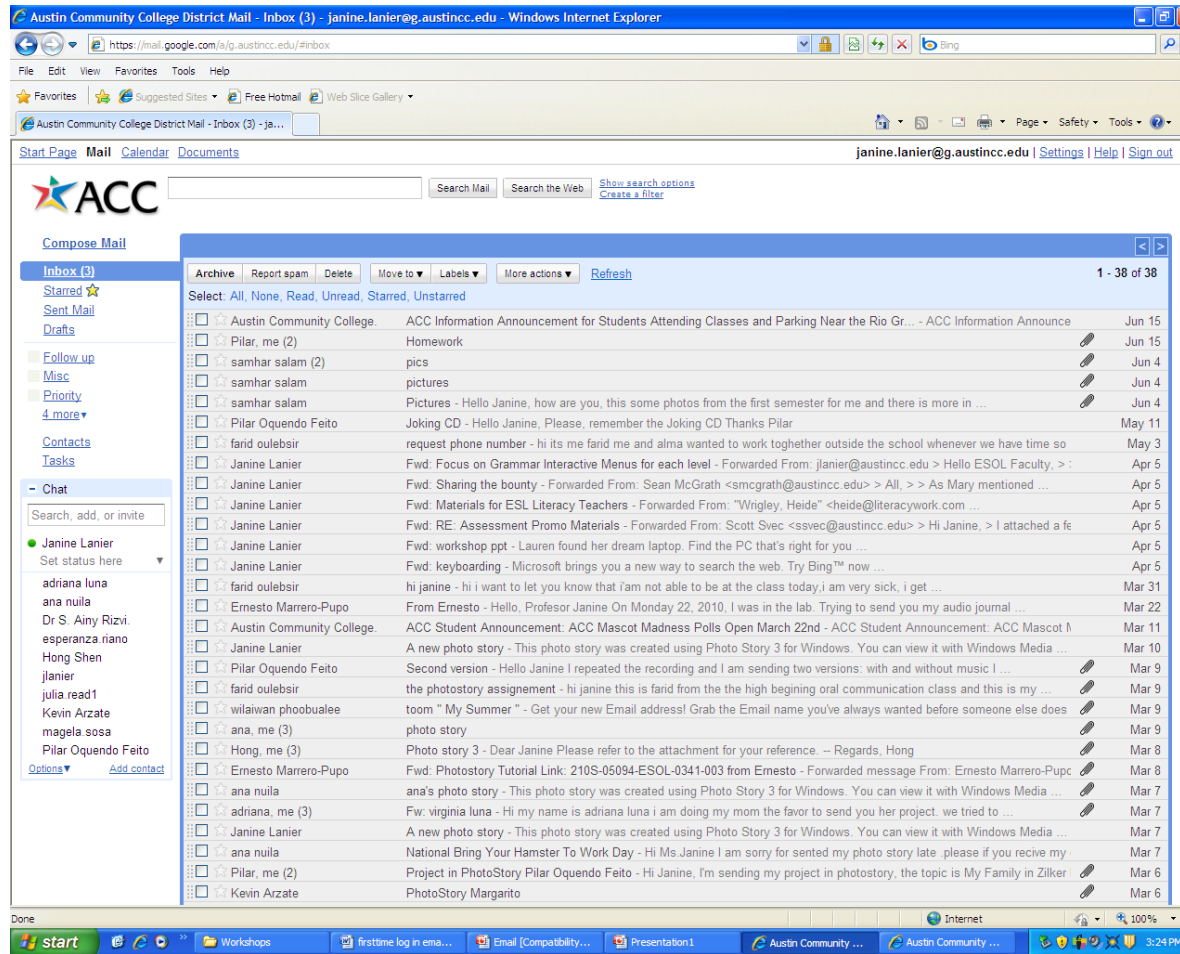 Austin Community College District Mail - Inbox (3) - janine.lanier@g.austincc.edu - Windows Internet Explorer
https://mail.google.com/a/g.austincc.edu/#inbox
Bing
File Edit View Favorites Tools Help
Favorites Suggested Sites Free Hotmail Web Slice Gallery
Austin Community College District Mail - Inbox (3) - ja...
Page Safety Tools
Start Page Mail Calendar Documents
janine.lanier@g.austincc.edu | Settings | Help | Sign out
ACC
Search Mail Search the Web
Show search options
Create a filter
Compose Mail
Inbox (3)
Starred
Sent Mail
Drafts
Follow up
Misc
Priority
4 more
Contacts
Tasks
Chat
Search, add, or invite
Janine Lanier
Set status here
adriana luna
ana nuila
Dr S. Ainy Rizvi.
esperanza.riano
Hong Shen
jlanier
julia.read1
Kevin Arzate
magela.sosa
Pilar Oquendo Feito
Options Add contact
< >
Archive Report spam Delete Move to Labels More actions Refresh 1 - 38 of 38
Select: All, None, Read, Unread, Starred, Unstarred
Austin Community College. ACC Information Announcement for Students Attending Classes and Parking Near the Rio Gr... - ACC Information Announce Jun 15
Pilar, me (2) Homework Jun 15
samhar salam (2) pics Jun 4
samhar salam pictures Jun 4
samhar salam Pictures - Hello Janine, how are you, this some photos from the first semester for me and there is more in ... Jun 4
Pilar Oquendo Feito Joking CD - Hello Janine, Please, remember the Joking CD Thanks Pilar May 11
farid oulebsir request phone number - hi its me farid me and alma wanted to work toghether outside the school whenever we have time so May 3
Janine Lanier Fwd: Focus on Grammar Interactive Menus for each level - Forwarded From: jlanier@austincc.edu > Hello ESOL Faculty, > Apr 5
Janine Lanier Fwd: Sharing the bounty - Forwarded From: Sean McGrath <smcgrath@austincc.edu> > All, > > As Mary mentioned ... Apr 5
Janine Lanier Fwd: Materials for ESL Literacy Teachers - Forwarded From: "Wrigley, Heide" <heide@literacywork.com ... Apr 5
Janine Lanier Fwd: RE: Assessment Promo Materials - Forwarded From: Scott Svec <ssvec@austincc.edu> > Hi Janine, > I attached a fe Apr 5
Janine Lanier Fwd: workshop ppt - Lauren found her dream laptop. Find the PC that's right for you ... Apr 5
Janine Lanier Fwd: keyboarding - Microsoft brings you a new way to search the web. Try Bing™ now ... Apr 5
farid oulebsir hi janine - hi i want to let you know that i'am not able to be at the class today,i am very sick, i get ... Mar 31
Ernesto Marrero-Pupo From Ernesto - Hello, Profesor Janine On Monday 22, 2010, I was in the lab. Trying to send you my audio journal ... Mar 22
Austin Community College. ACC Student Announcement: ACC Mascot Madness Polls Open March 22nd - ACC Student Announcement: ACC Mascot Mar 11
Janine Lanier A new photo story - This photo story was created using Photo Story 3 for Windows. You can view it with Windows Media ... Mar 10
Pilar Oquendo Feito Second version - Hello Janine I repeated the recording and I am sending two versions: with and without music I ... Mar 9
farid oulebsir the photostory assignement - hi janine this is farid from the the high begining oral communication class and this is my ... Mar 9
wilaiwan phoobualee toom " My Summer " - Get your new Email address! Grab the Email name you've always wanted before someone else does Mar 9
ana, me (3) photo story Mar 9
Hong, me (3) Photo story 3 - Dear Janine Please refer to the attachment for your reference. -- Regards, Hong Mar 8
Ernesto Marrero-Pupo Fwd: Photostory Tutorial Link: 210S-05094-ESOL-0341-003 from Ernesto - Forwarded message From: Ernesto Marrero-Pupo Mar 8
ana nuila ana's photo story - This photo story was created using Photo Story 3 for Windows. You can view it with Windows Media ... Mar 7
adriana, me (3) Fw: virginia luna - Hi my name is adriana luna i am doing my mom the favor to send you her project. we tried to ... Mar 7
Janine Lanier A new photo story - This photo story was created using Photo Story 3 for Windows. You can view it with Windows Media ... Mar 7
ana nuila National Bring Your Hamster To Work Day - Hi Ms.Janine I am sorry for sented my photo story late .please if you recive my Mar 7
Pilar, me (2) Project in PhotoStory Pilar Oquendo Feito - Hi Janine, I'm sending my project in photostory, the topic is My Family in Zilker Mar 6
Kevin Arzate PhotoStory Margarito Mar 6
Done Internet 100%
start Workshops firsttime log in ema... Email [Compatibility... Presentation1 Austin Community ... Austin Community ... 3:24 PM